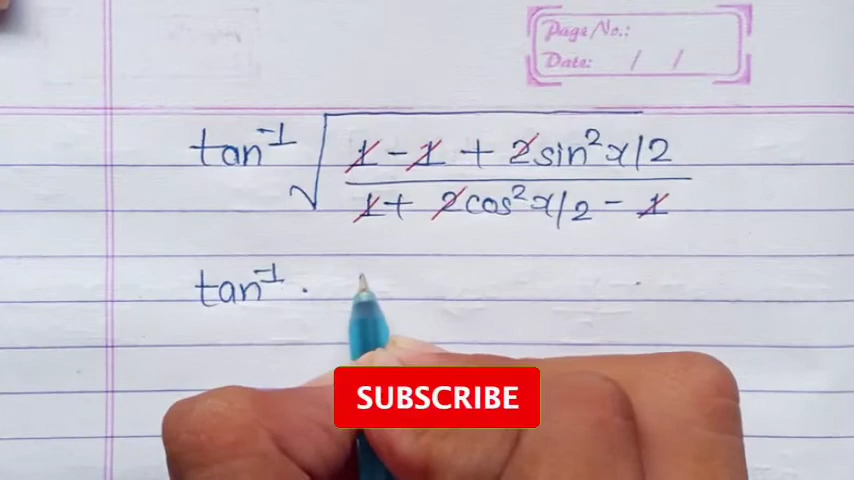 Page No.:
Date: / /
tan⁻¹ √
1 - 1 + 2sin²x/2
1 + 2cos²x/2 - 1
tan⁻¹ .
SUBSCRIBE